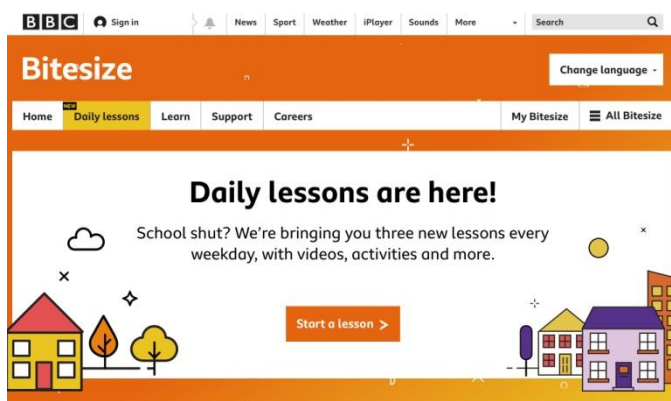 BBC Sign in News Sport Weather iPlayer Sounds More Search
Bitesize
Change language
NEW
Home Daily lessons Learn Support Careers My Bitesize All Bitesize
Daily lessons are here!
School shut? We're bringing you three new lessons every
weekday, with videos, activities and more.
Start a lesson >